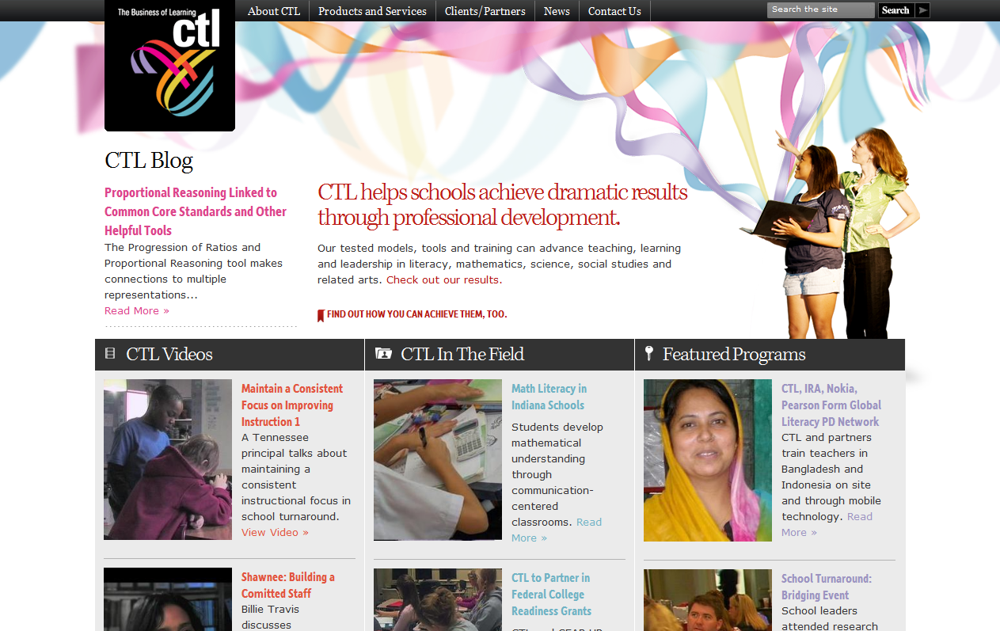 The Business of Learning
ctl
About CTL
Products and Services
Clients/Partners
News
Contact Us
Search the site
Search
CTL Blog
Proportional Reasoning Linked to
Common Core Standards and Other
Helpful Tools
The Progression of Ratios and
Proportional Reasoning tool makes
connections to multiple
representations...
Read More »
CTL helps schools achieve dramatic results
through professional development.
Our tested models, tools and training can advance teaching, learning
and leadership in literacy, mathematics, science, social studies and
related arts. Check out our results.
FIND OUT HOW YOU CAN ACHIEVE THEM, TOO.
CTL Videos
Maintain a Consistent
Focus on Improving
Instruction 1
A Tennessee
principal talks about
maintaining a
consistent
instructional focus in
school turnaround.
View Video »
Shawnee: Building a
Comitted Staff
Billie Travis
discusses
CTL In The Field
Math Literacy in
Indiana Schools
Students develop
mathematical
understanding
through
communication-
centered
classrooms. Read
More »
CTL to Partner in
Federal College
Readiness Grants
CTL and GEAR UP
Featured Programs
CTL, IRA, Nokia,
Pearson Form Global
Literacy PD Network
CTL and partners
train teachers in
Bangladesh and
Indonesia on site
and through mobile
technology. Read
More »
School Turnaround:
Bridging Event
School leaders
attended research